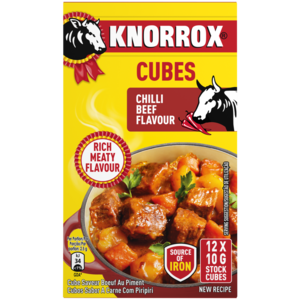 KNORROX®
CUBES
CHILLI
BEEF
FLAVOUR
RICH
MEATY
FLAVOUR
SOURCE
OF
IRON
12 X
10 G
STOCK
CUBES
Cubes Saveur Boeuf Au Piment
Cubos Sabor A Carne Com Piripiri
NEW RECIPE